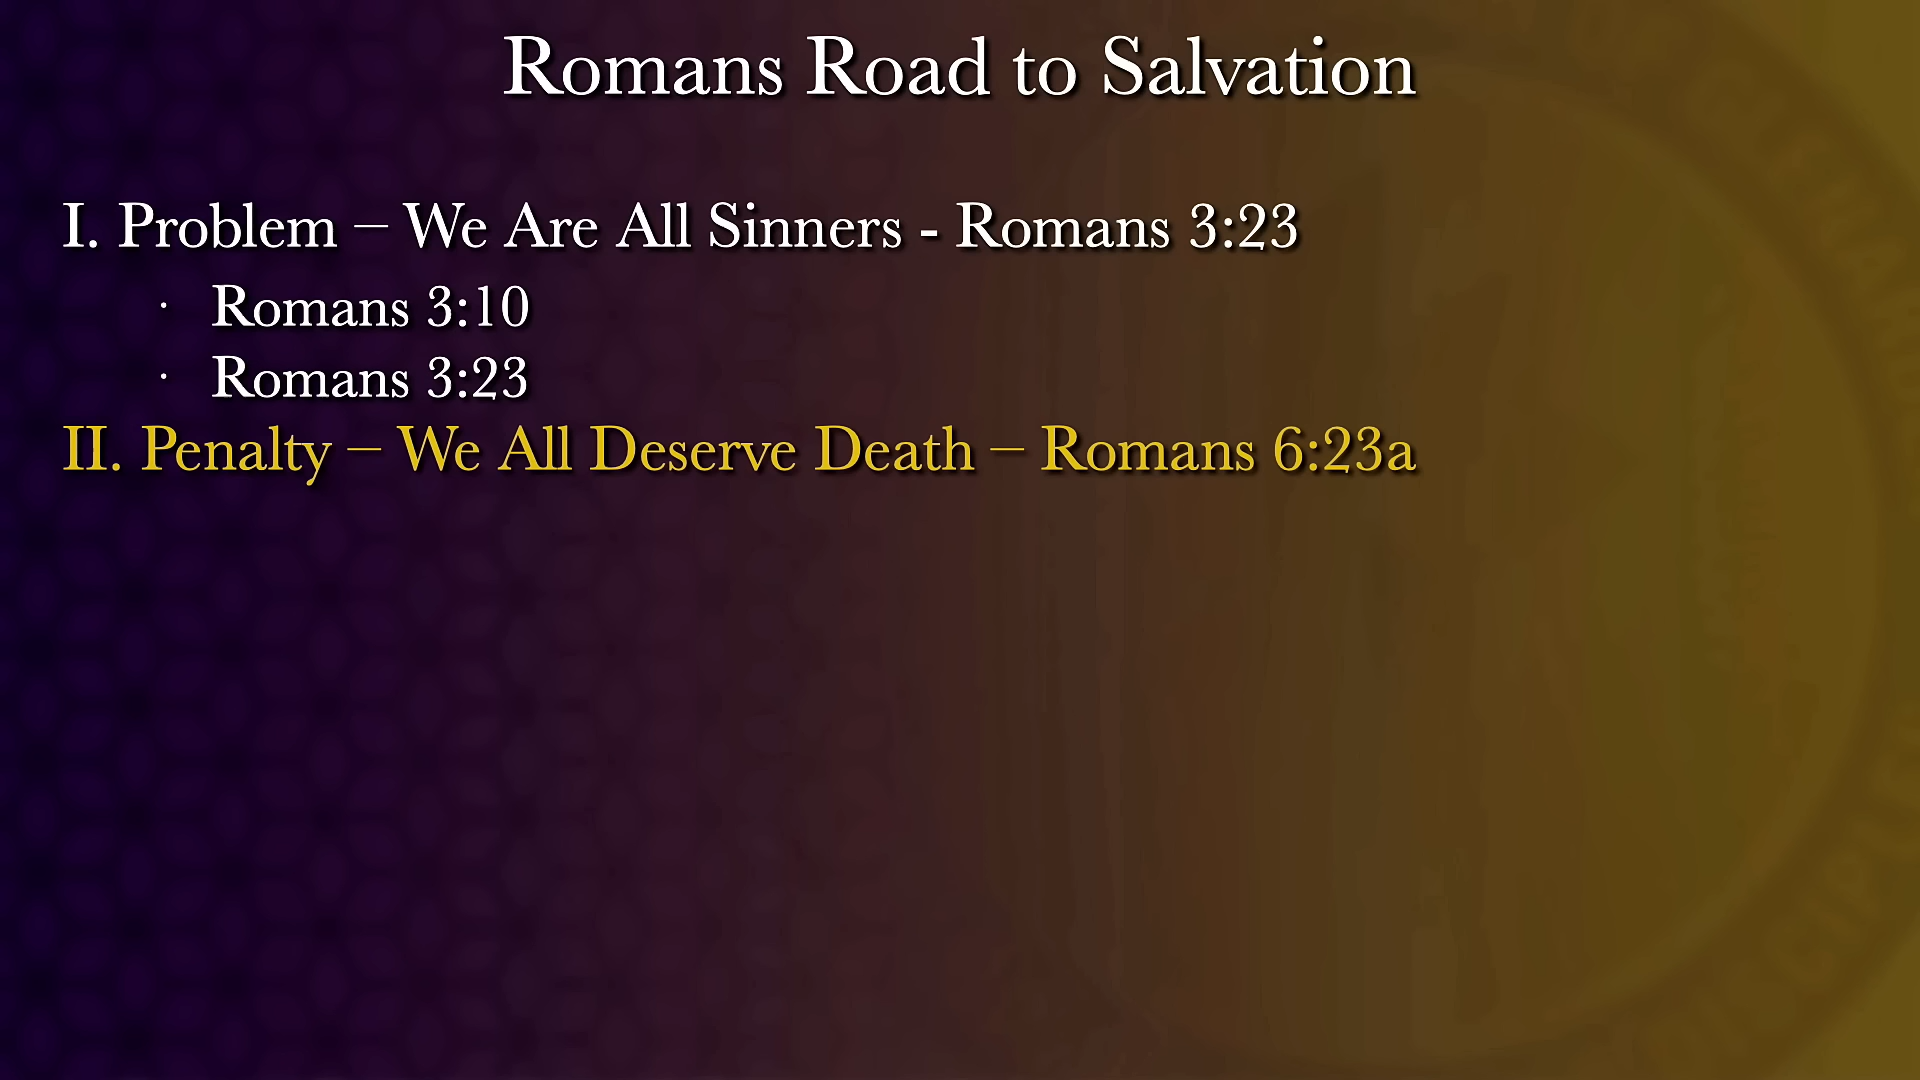 Romans Road to Salvation
I. Problem – We Are All Sinners - Romans 3:23
· Romans 3:10
· Romans 3:23
II. Penalty – We All Deserve Death – Romans 6:23a